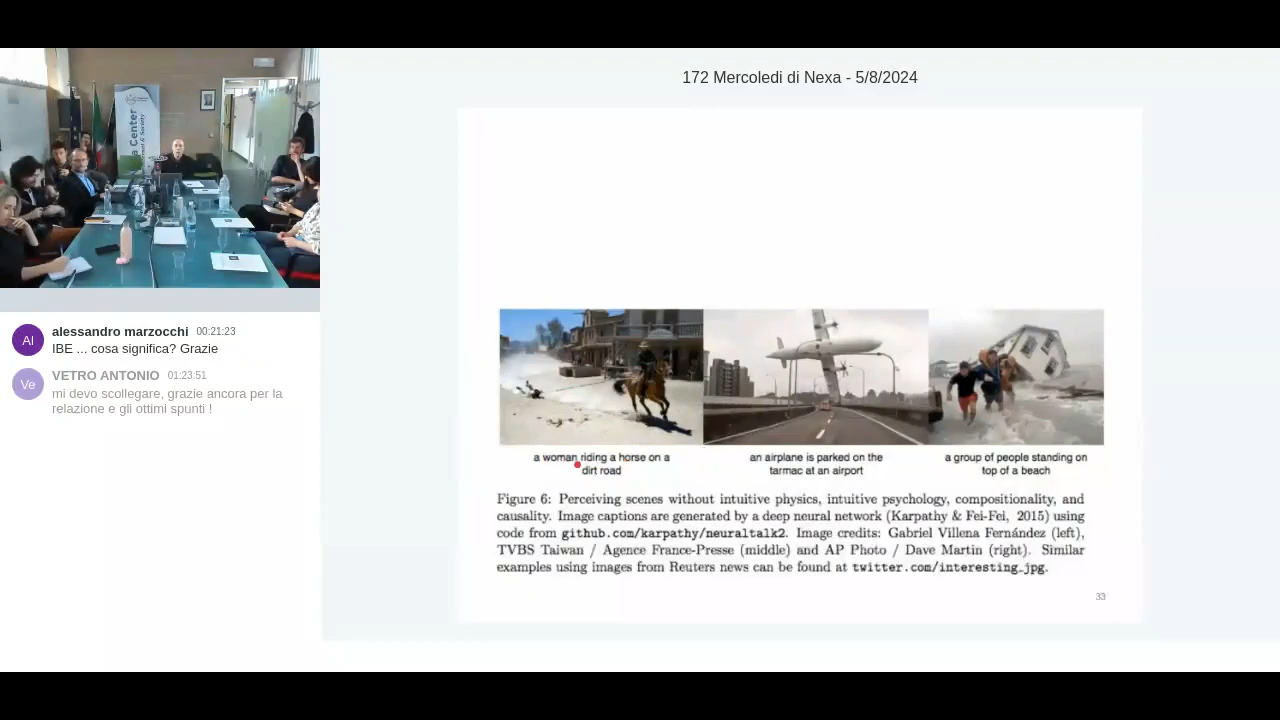 172 Mercoledi di Nexa - 5/8/2024
a Center
Al
alessandro marzocchi 00:21:23
IBE ... cosa significa? Grazie
Ve
VETRO ANTONIO 01:23:51
mi devo scollegare, grazie ancora per la
relazione e gli ottimi spunti !
a woman riding a horse on a
dirt road
an airplane is parked on the
tarmac at an airport
a group of people standing on
top of a beach
Figure 6: Perceiving scenes without intuitive physics, intuitive psychology, compositionality, and
causality. Image captions are generated by a deep neural network (Karpathy & Fei-Fei, 2015) using
code from github.com/karpathy/neuraltalk2. Image credits: Gabriel Villena Fernández (left),
TVBS Taiwan / Agence France-Presse (middle) and AP Photo / Dave Martin (right). Similar
examples using images from Reuters news can be found at twitter.com/interesting_jpg.
33